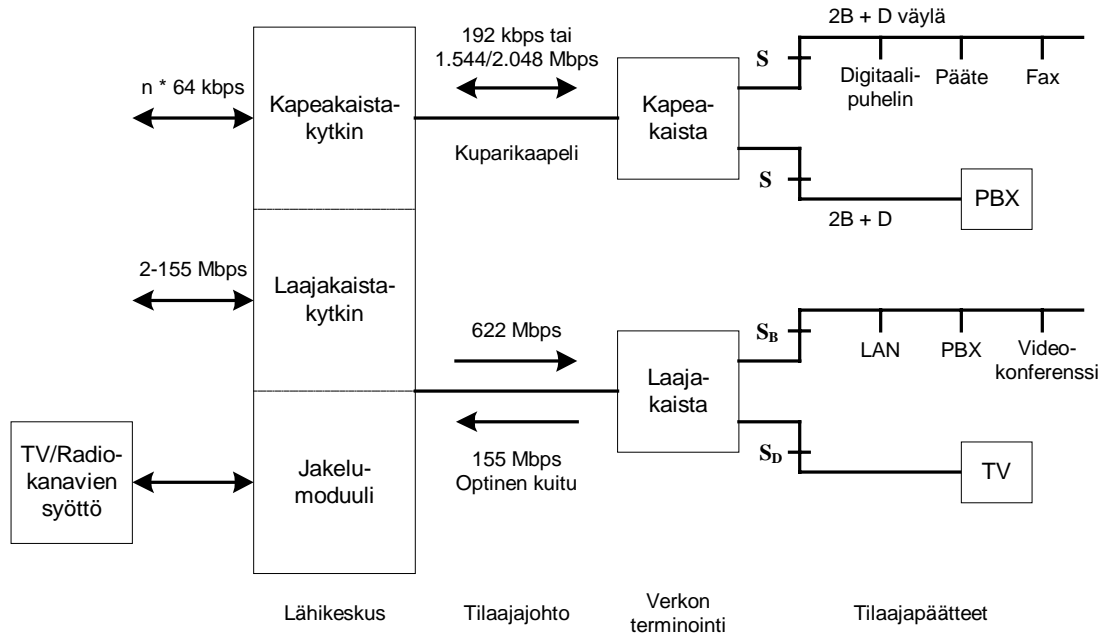 2B + D väylä
192 kbps tai
1.544/2.048 Mbps
S
Digitaali-
puhelin
Pääte
Fax
n * 64 kbps
Kapeakaista-
kytkin
Kapea-
kaista
Kuparikaapeli
S
PBX
2B + D
2-155 Mbps
Laajakaista-
kytkin
622 Mbps
SB
LAN
PBX
Video-
konferenssi
Laaja-
kaista
SD
TV/Radio-
kanavien
syöttö
Jakelu-
moduuli
155 Mbps
Optinen kuitu
TV
Lähikeskus
Tilaajajohto
Verkon
terminointi
Tilaajapäätteet